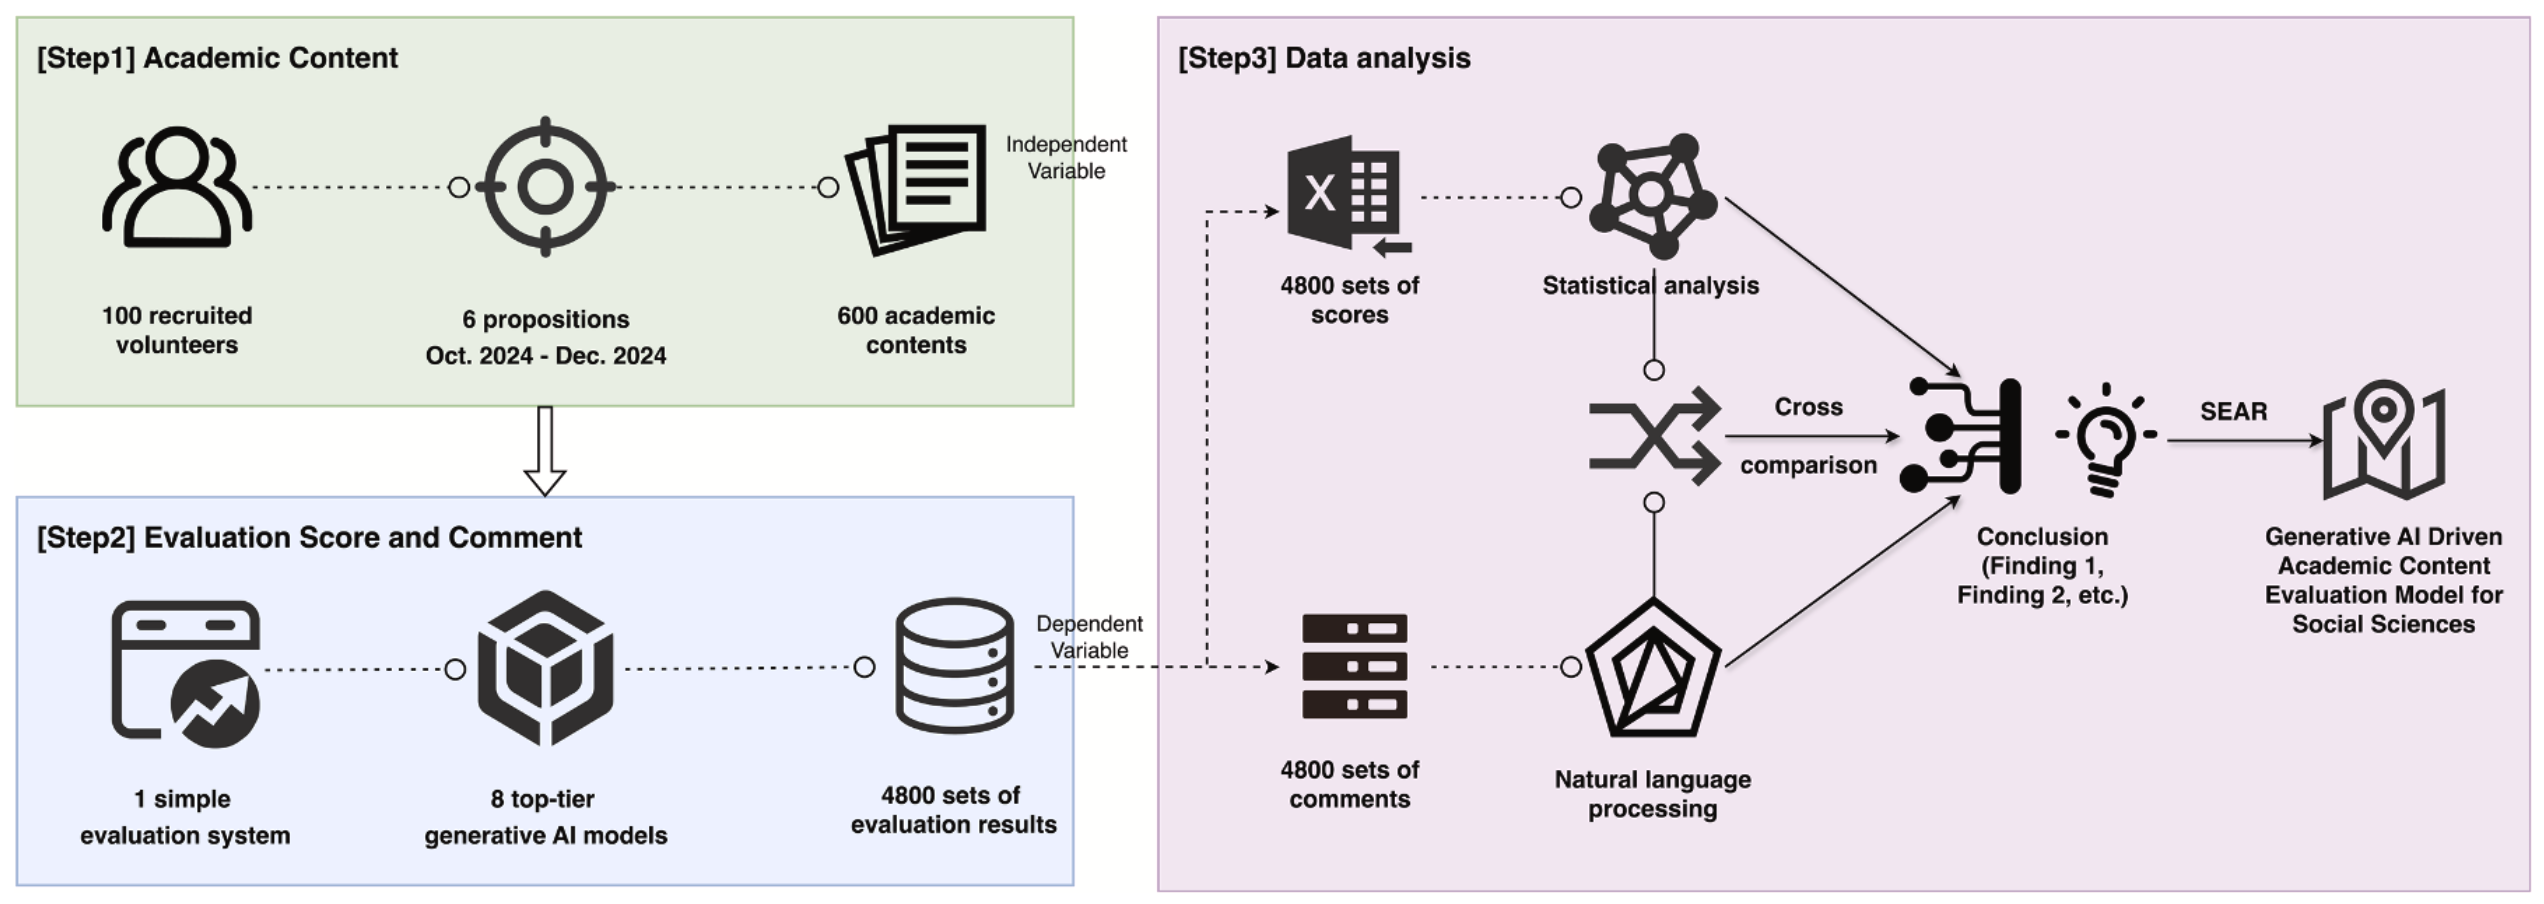 [Step1] Academic Content
100 recruited
volunteers
6 propositions
Oct. 2024 - Dec. 2024
600 academic
contents
Independent
Variable
[Step2] Evaluation Score and Comment
1 simple
evaluation system
8 top-tier
generative AI models
4800 sets of
evaluation results
Dependent
Variable
[Step3] Data analysis
X
4800 sets of
scores
Statistical analysis
Cross
comparison
4800 sets of
comments
Natural language
processing
Conclusion
(Finding 1,
Finding 2, etc.)
SEAR
Generative AI Driven
Academic Content
Evaluation Model for
Social Sciences